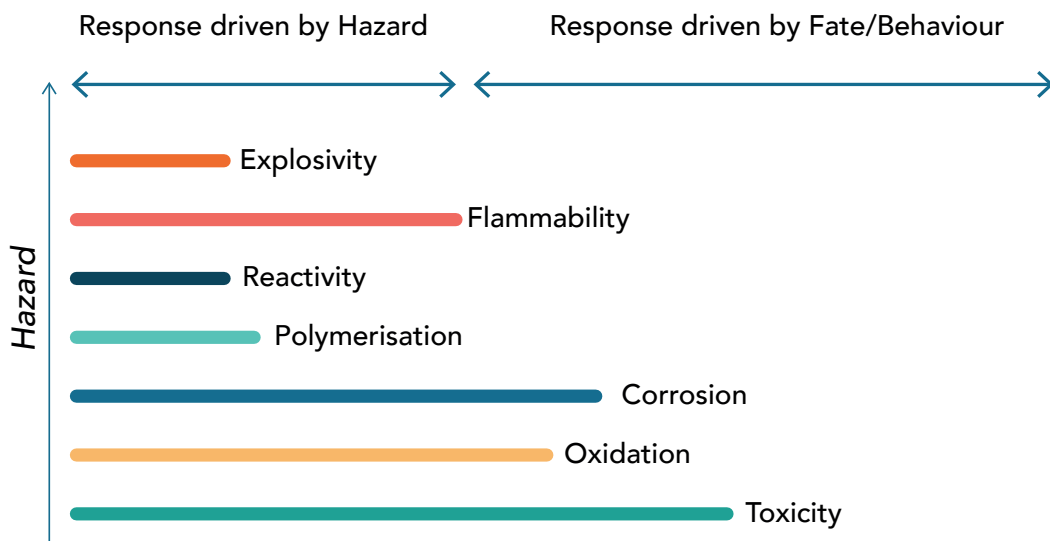 Response driven by Hazard
Response driven by Fate/Behaviour
Explosivity
Flammability
Reactivity
Hazard
Polymerisation
Corrosion
Oxidation
Toxicity